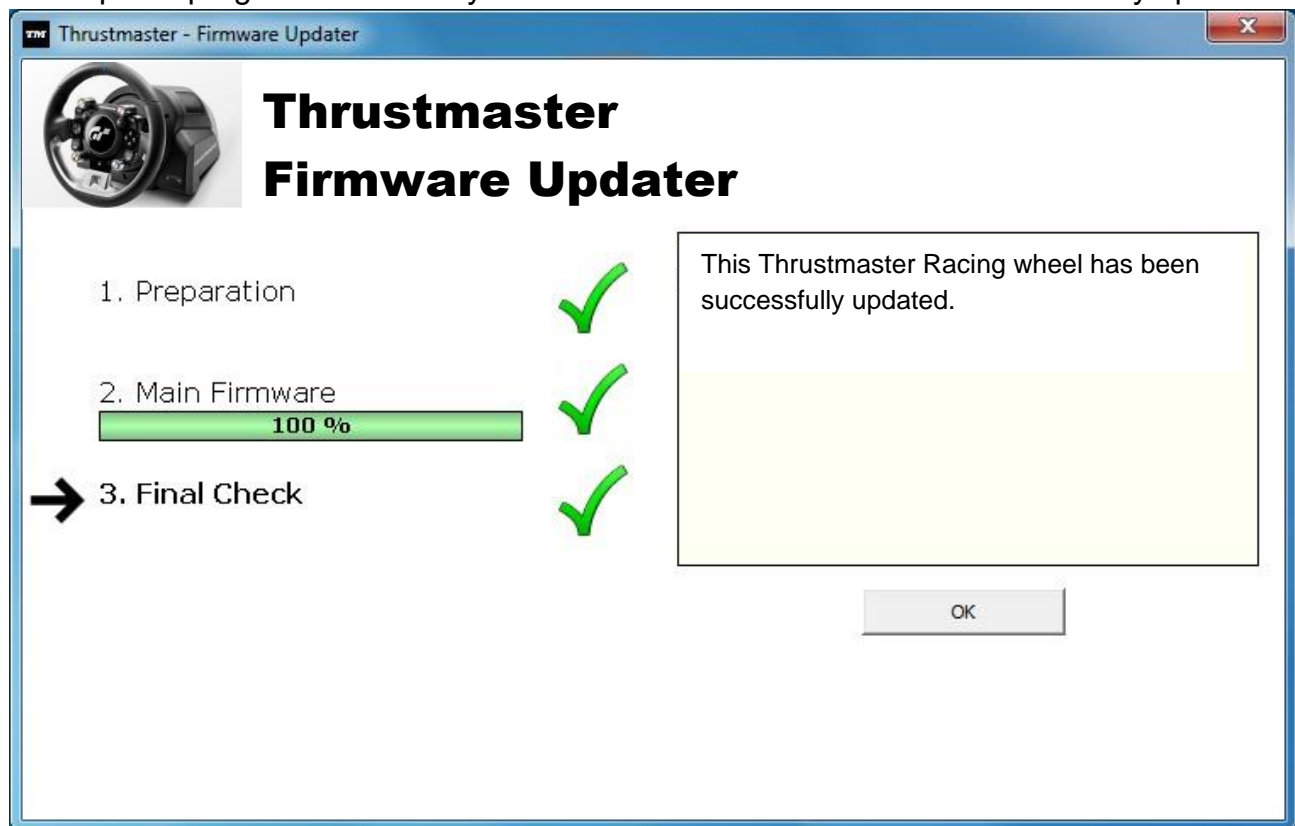 Thrustmaster - Firmware Updater
Thrustmaster
Firmware Updater
1. Preparation
2. Main Firmware
100 %
3. Final Check
This Thrustmaster Racing wheel has been
successfully updated.
OK